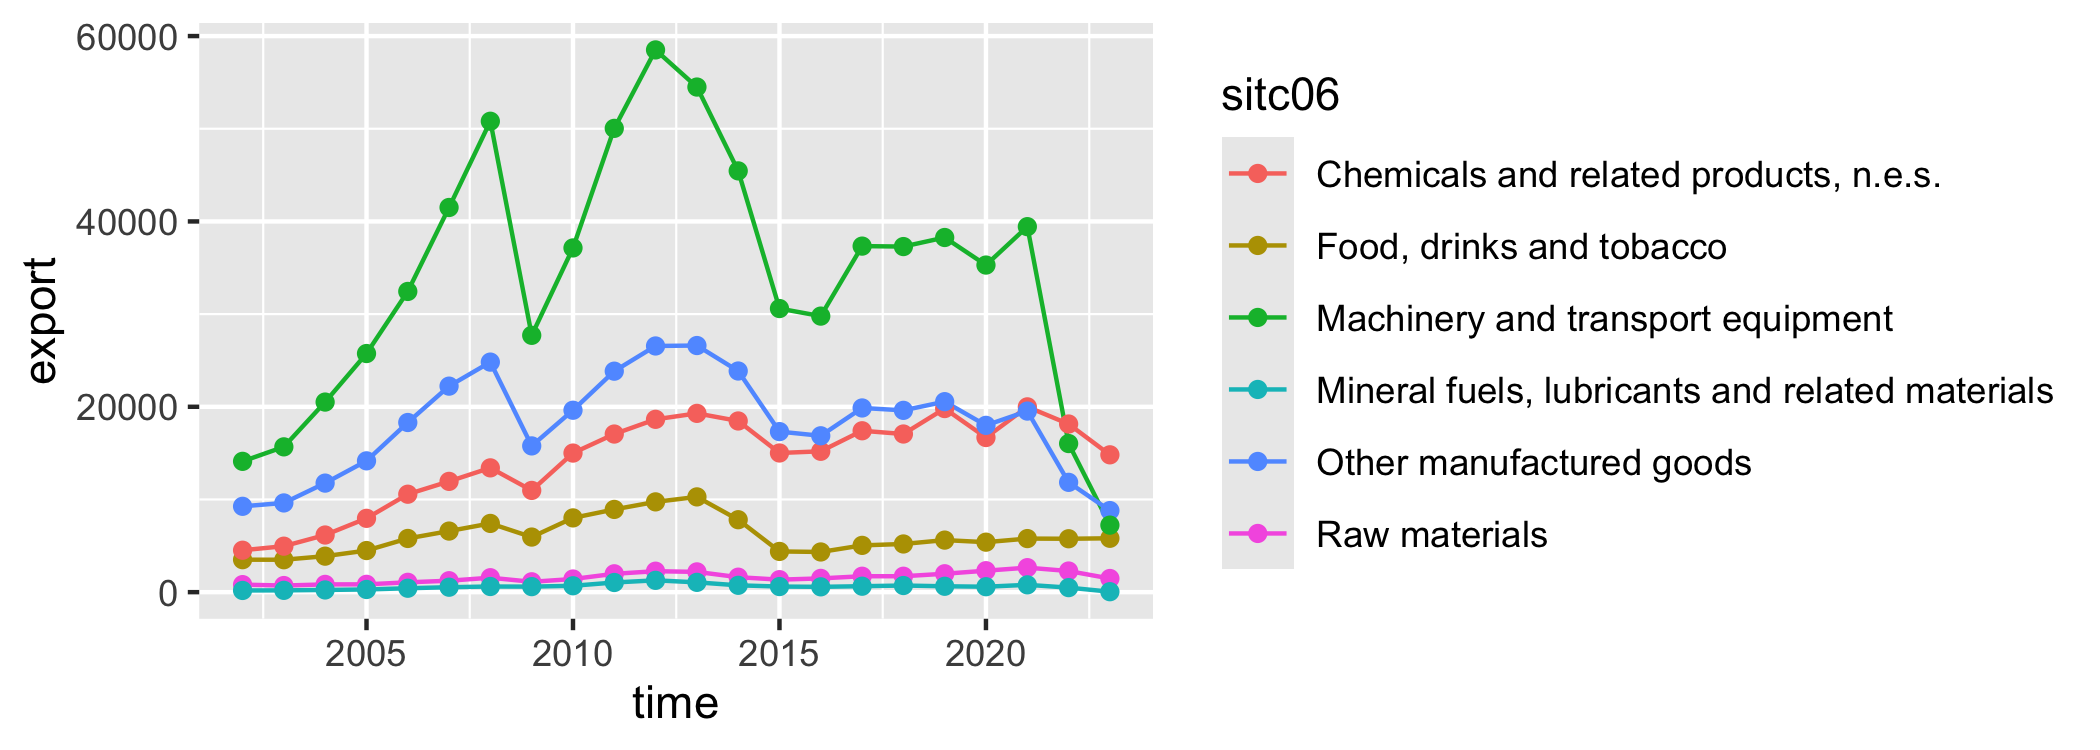 60000
40000
20000
0
export
2005 2010 2015 2020
time
sitc06
Chemicals and related products, n.e.s.
Food, drinks and tobacco
Machinery and transport equipment
Mineral fuels, lubricants and related materials
Other manufactured goods
Raw materials